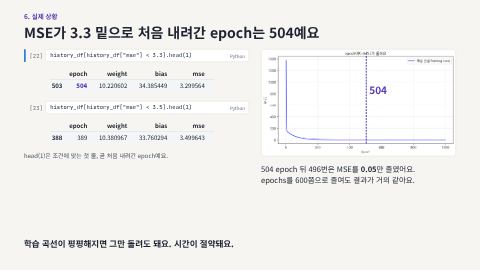 6. 실제 상황
MSE가 3.3 밑으로 처음 내려간 epoch는 504예요
[22] history_df[history_df["mse"] < 3.3].head(1) Python
epoch weight bias mse
503 504 10.220602 34.385449 3.299564
[23] history_df[history_df["mse"] < 3.5].head(1) Python
epoch weight bias mse
388 389 10.380967 33.760294 3.499643
head(1)은 조건에 맞는 첫 줄, 곧 처음 내려간 epoch예요.
504
504 epoch 뒤 496번은 MSE를 0.05만 줄였어요.
epochs를 600쯤으로 줄여도 결과가 거의 같아요.
학습 곡선이 평평해지면 그만 돌려도 돼요. 시간이 절약돼요.